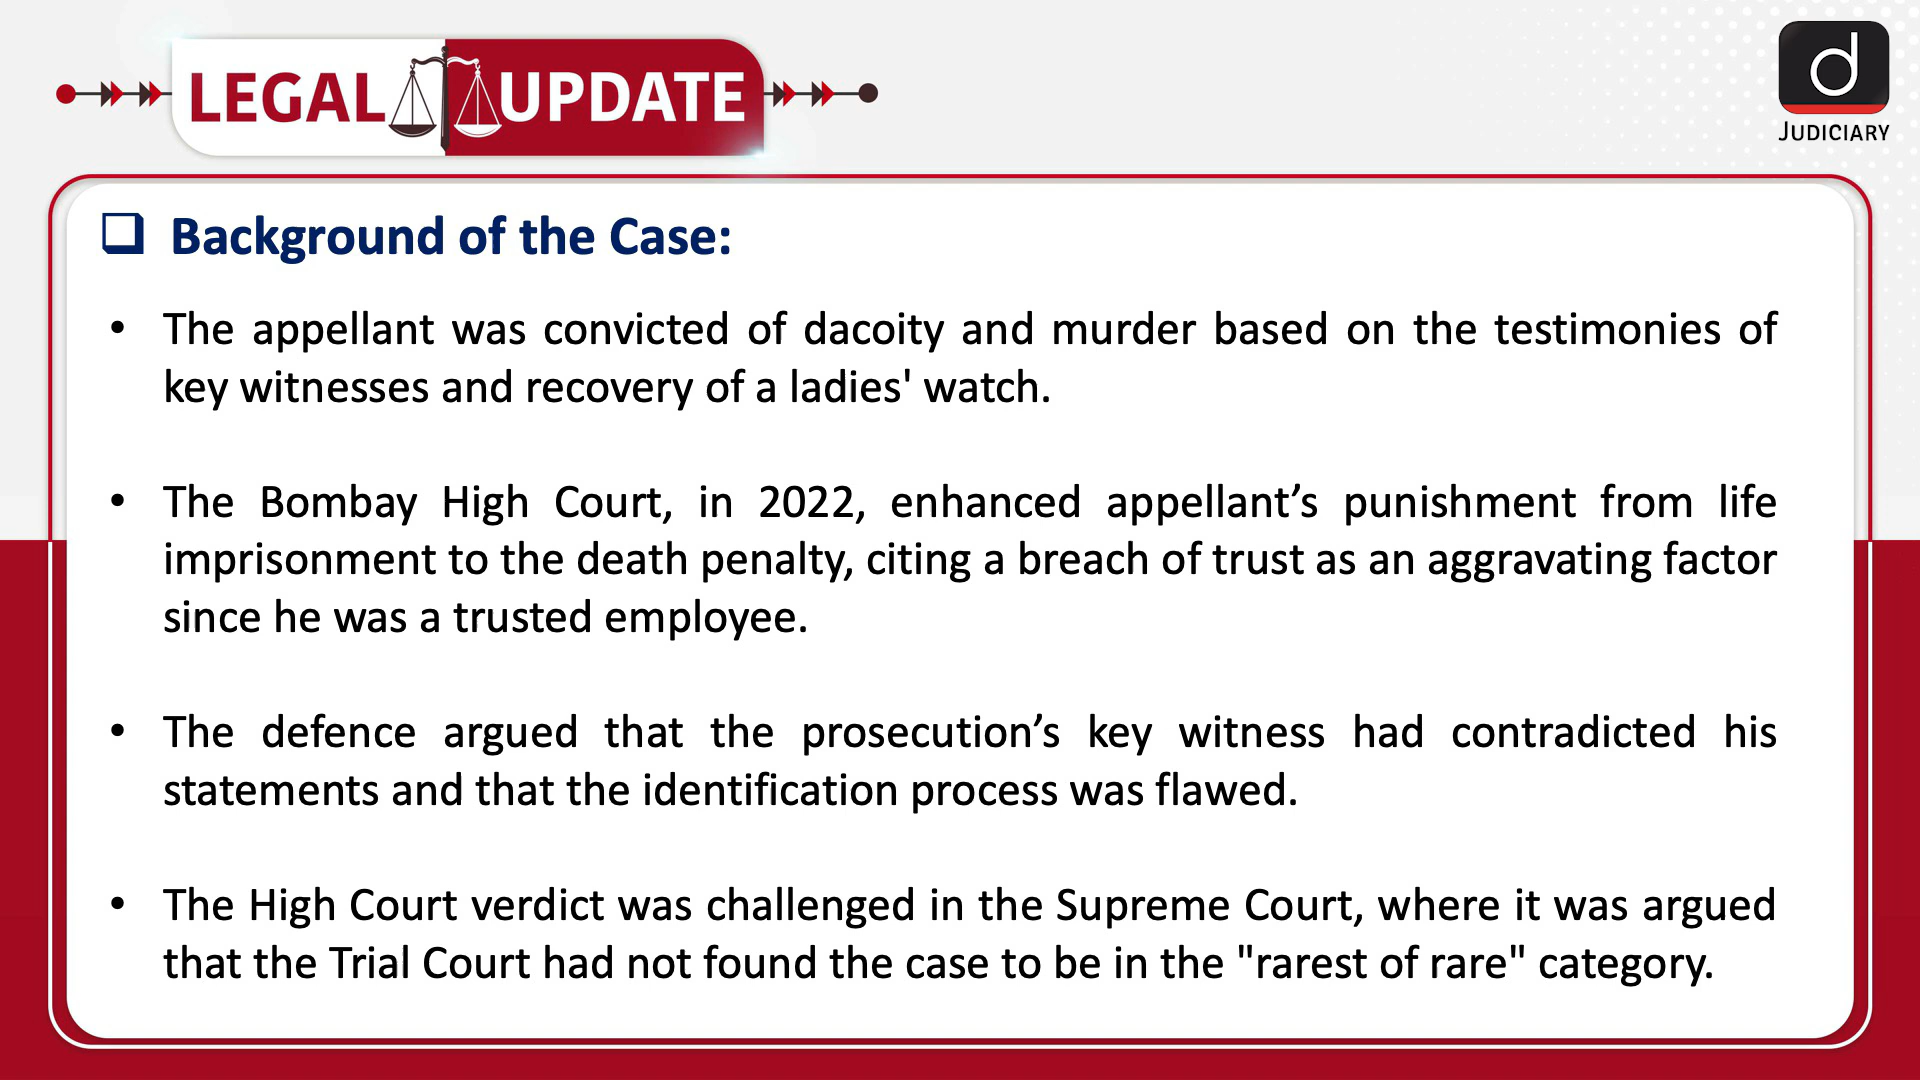 LEGAL UPDATE
d
JUDICIARY
❑ Background of the Case:
• The appellant was convicted of dacoity and murder based on the testimonies of
key witnesses and recovery of a ladies' watch.
• The Bombay High Court, in 2022, enhanced appellant’s punishment from life
imprisonment to the death penalty, citing a breach of trust as an aggravating factor
since he was a trusted employee.
• The defence argued that the prosecution’s key witness had contradicted his
statements and that the identification process was flawed.
• The High Court verdict was challenged in the Supreme Court, where it was argued
that the Trial Court had not found the case to be in the "rarest of rare" category.